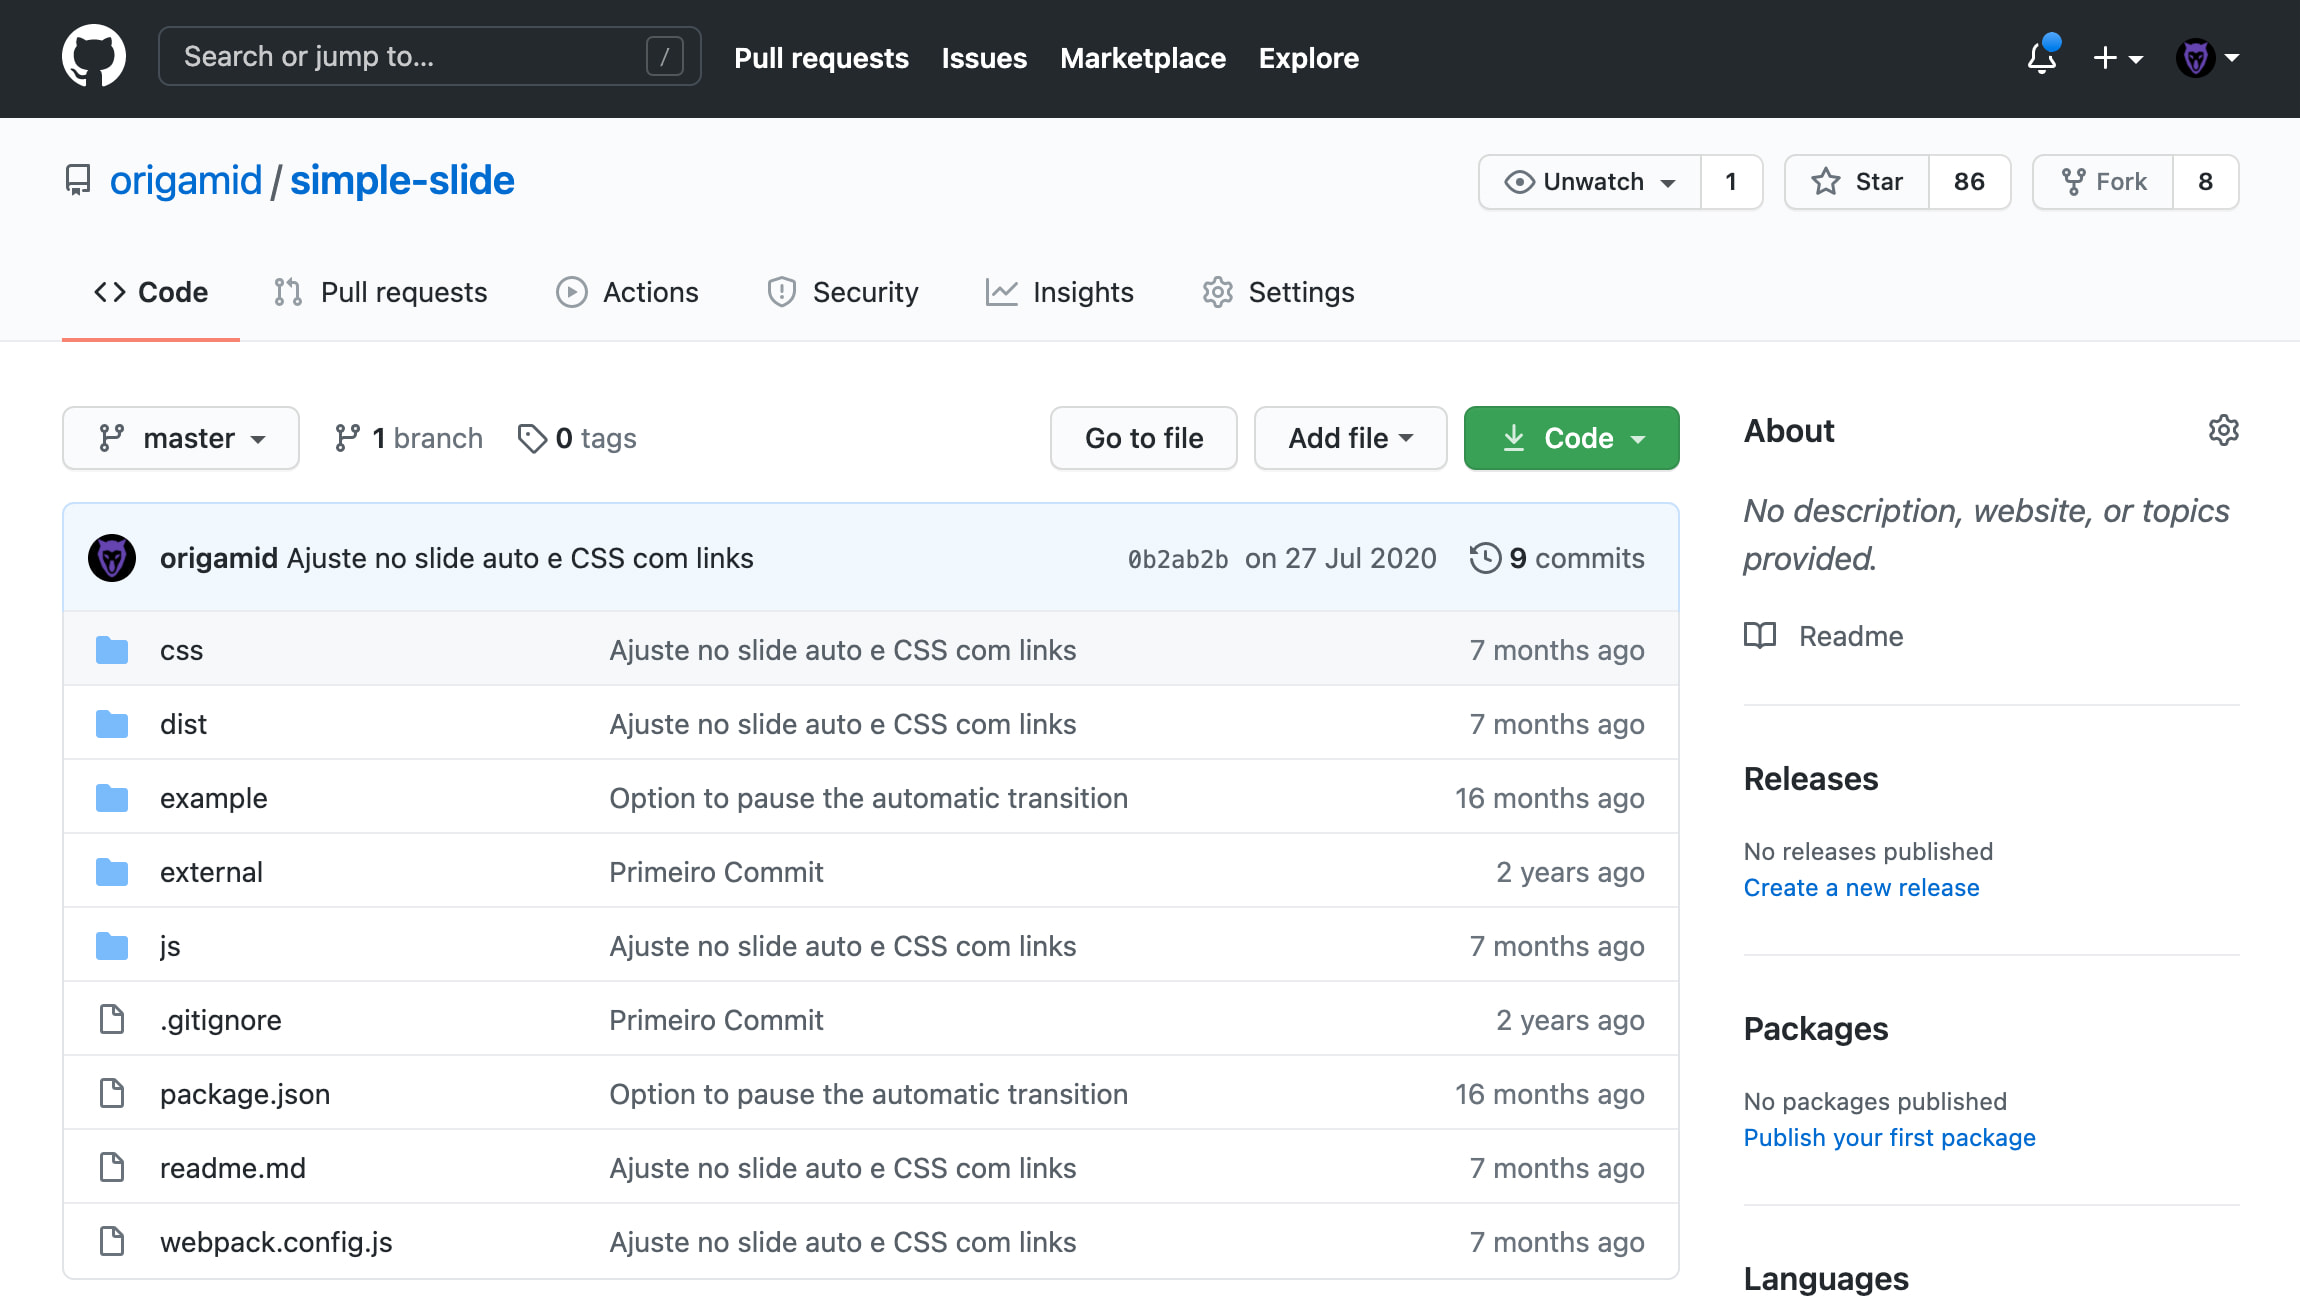 Search or jump to... /
Pull requests Issues Marketplace Explore
origamid / simple-slide
Unwatch 1 Star 86 Fork 8
Code Pull requests Actions Security Insights Settings
master 1 branch 0 tags Go to file Add file Code
origamid Ajuste no slide auto e CSS com links 0b2ab2b on 27 Jul 2020 9 commits
css Ajuste no slide auto e CSS com links 7 months ago
dist Ajuste no slide auto e CSS com links 7 months ago
example Option to pause the automatic transition 16 months ago
external Primeiro Commit 2 years ago
js Ajuste no slide auto e CSS com links 7 months ago
.gitignore Primeiro Commit 2 years ago
package.json Option to pause the automatic transition 16 months ago
readme.md Ajuste no slide auto e CSS com links 7 months ago
webpack.config.js Ajuste no slide auto e CSS com links 7 months ago
About
No description, website, or topics
provided.
Readme
Releases
No releases published
Create a new release
Packages
No packages published
Publish your first package
Languages